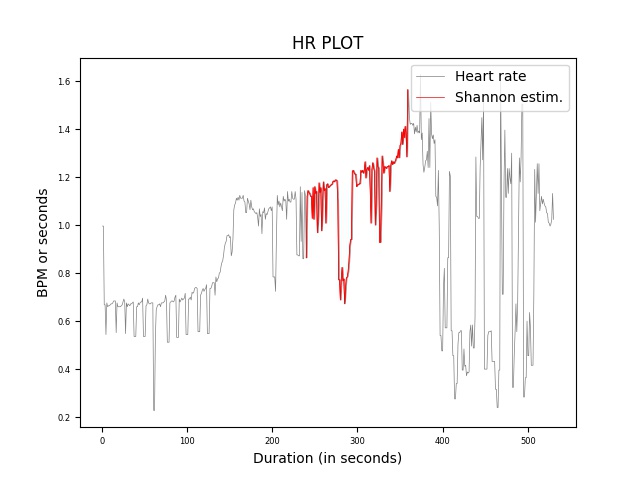 HR PLOT
Heart rate
Shannon estim.
BPM or seconds
1.6
1.4
1.2
1.0
0.8
0.6
0.4
0.2
0 100 200 300 400 500
Duration (in seconds)